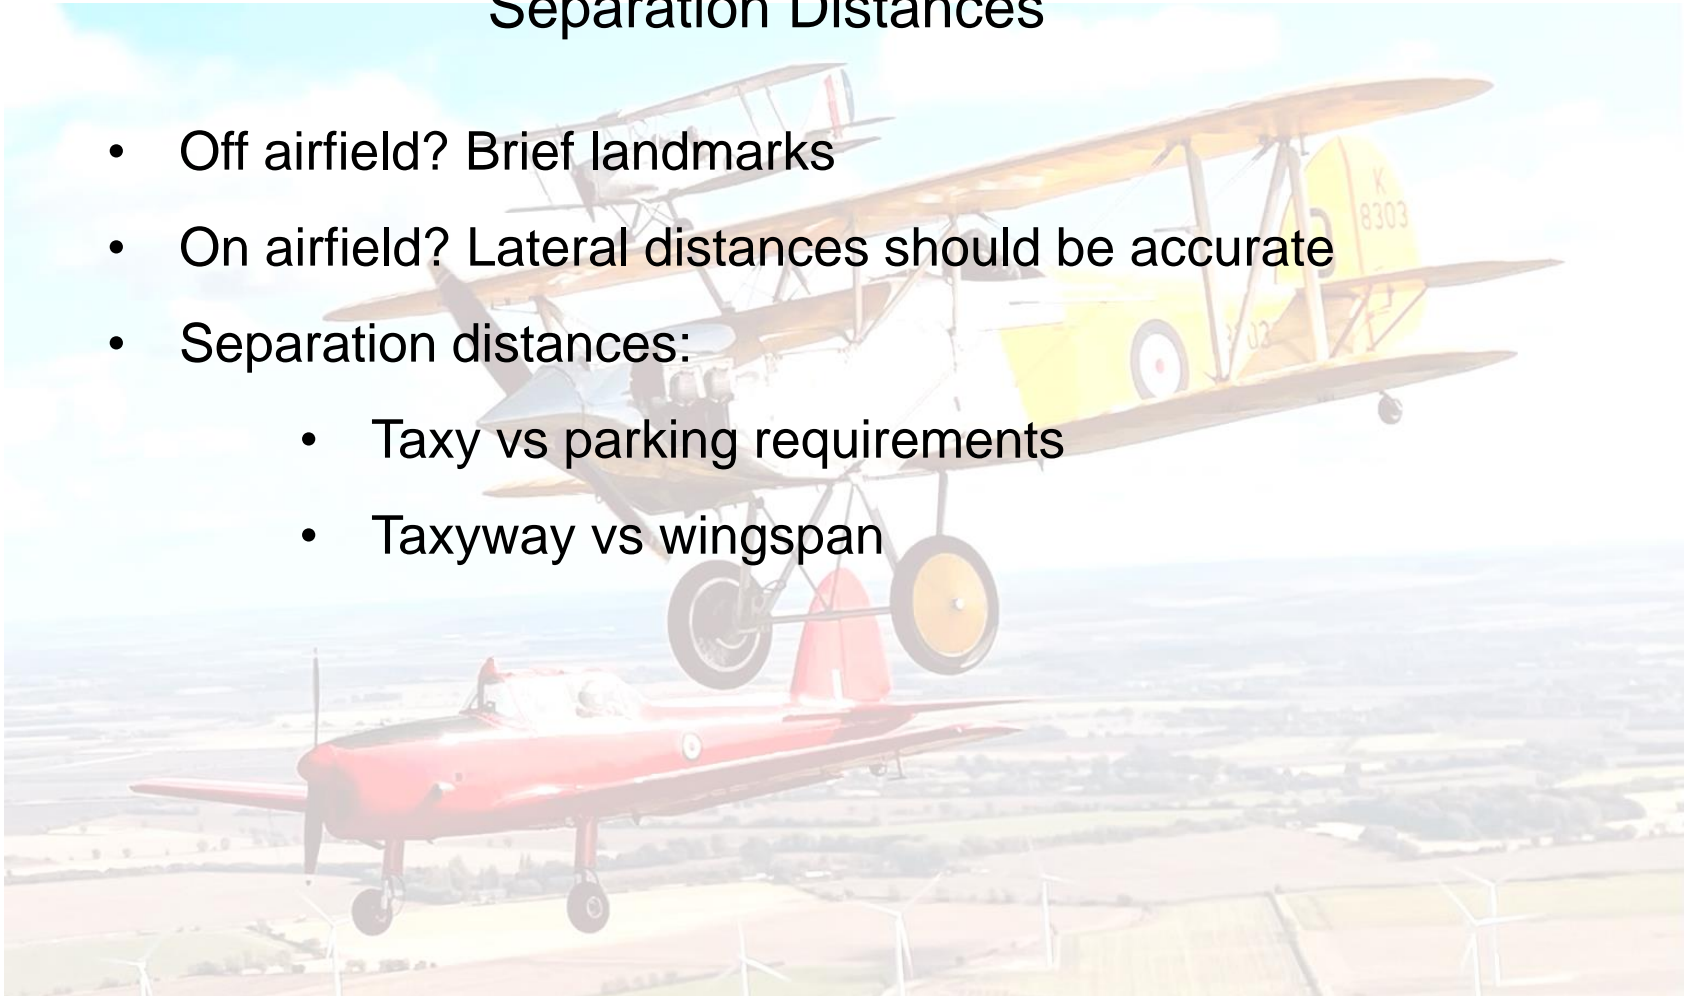 Separation Distances
• Off airfield? Brief landmarks
• On airfield? Lateral distances should be accurate
• Separation distances:
• Taxy vs parking requirements
• Taxyway vs wingspan
K
8303